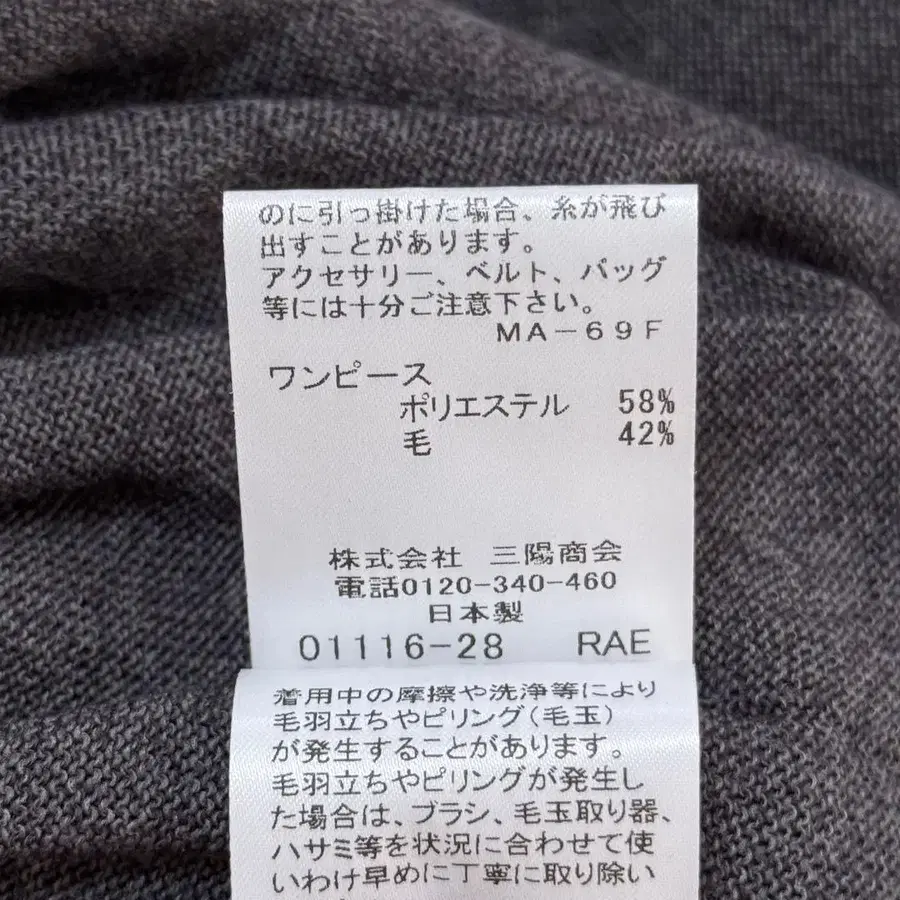 のに引っ掛けた場合、糸が飛び
出すことがあります。
アクセサリー、ベルト、バッグ
等には十分ご注意下さい。
MA-69F
ワンピース
ポリエステル 58%
毛 42%
株式会社 三陽商会
電話0120-340-460
日本製
01116-28 RAE
着用中の摩擦や洗浄等により
毛羽立ちやピリング(毛玉)
が発生することがあります。
毛羽立ちやピリングが発生し
た場合は、ブラシ、毛玉取り器、
ハサミ等を状況に合わせて使
いわけ早めに丁寧に取り除い